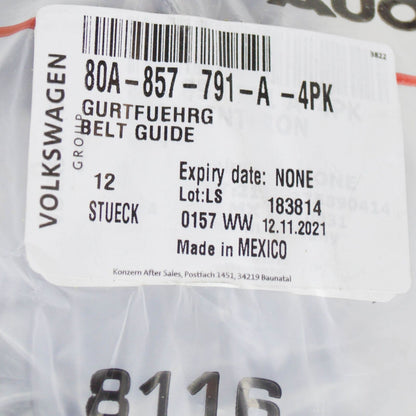 9822
80A-857-791-A -4PK
GURTFUEHRG
BELT GUIDE
VOLKSWAGEN
GROUP
12
STUECK
Expiry date: NONE
Lot:LS 183814
0157 WW 12.11.2021
Made in MEXICO
Konzern After Sales, Postfach 1451, 34219 Baunatal
8116